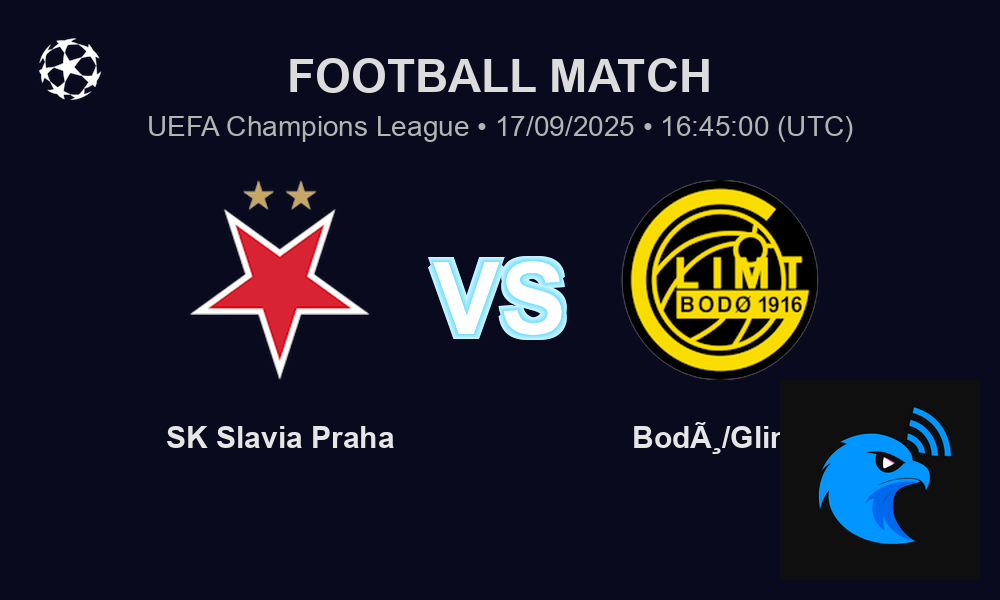 FOOTBALL MATCH
UEFA Champions League • 17/09/2025 • 16:45:00 (UTC)
VS
LIMT
BODØ 1916
SK Slavia Praha
BodÃ¸/Glir